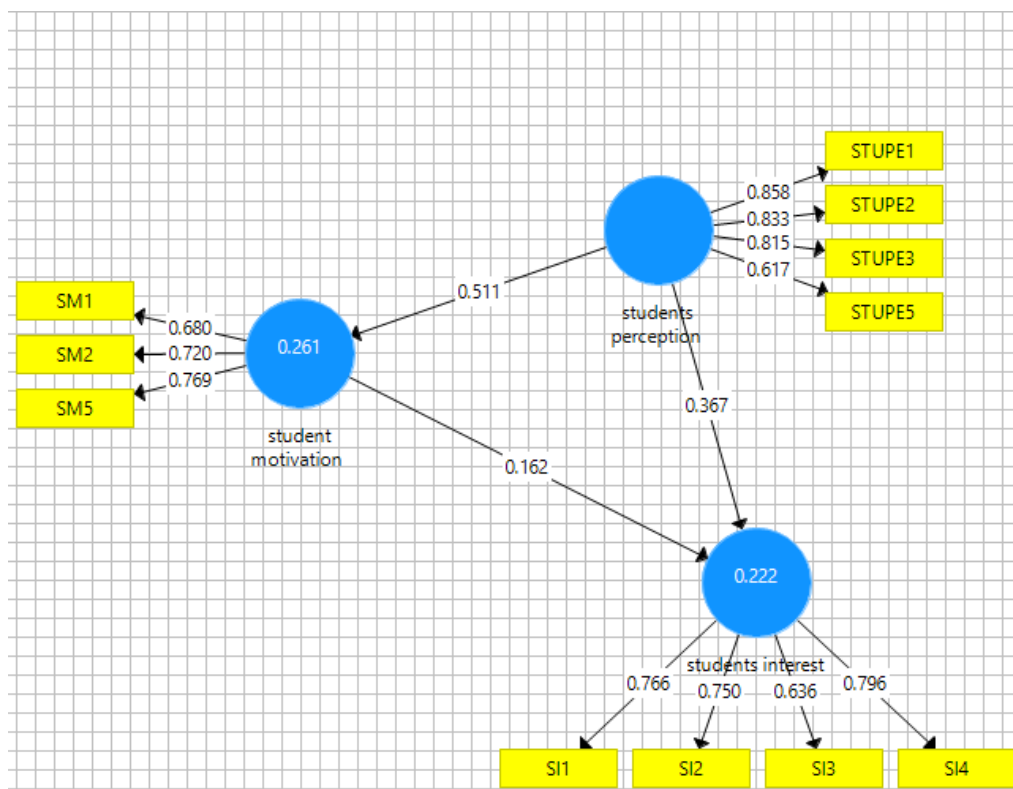 STUPE1
0.858
STUPE2
0.833
0.815
STUPE3
0.617
0.511
SM1
STUPE5
students
perception
0.680
0.261
SM2
0.720
0.769
SM5
0.367
student
motivation
0.162
0.222
students interest
0.766
0.750
0.636
0.796
SI1
SI2
SI3
SI4